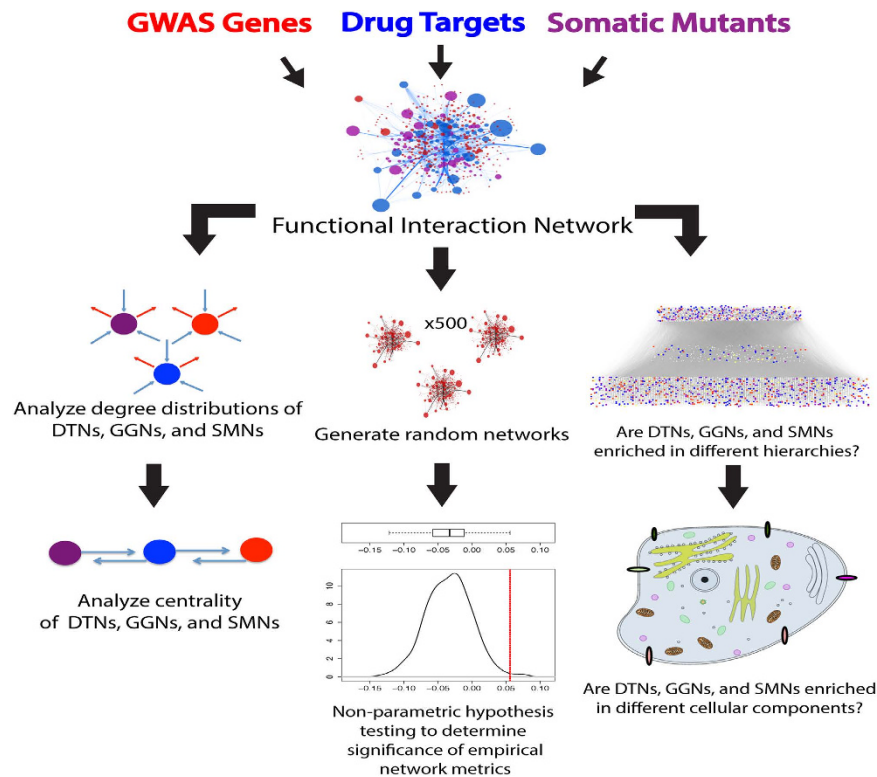 GWAS Genes Drug Targets Somatic Mutants
Functional Interaction Network
Analyze degree distributions of
DTNs, GGNs, and SMNs
x500
Generate random networks
Are DTNs, GGNs, and SMNs
enriched in different hierarchies?
Analyze centrality
of DTNs, GGNs, and SMNs
-0.15 -0.10 -0.05 0.00 0.05 0.10
0 2 4 6 8 10
-0.15 -0.10 -0.05 0.00 0.05 0.10
Non-parametric hypothesis
testing to determine
significance of empirical
network metrics
Are DTNs, GGNs, and SMNs enriched
in different cellular components?